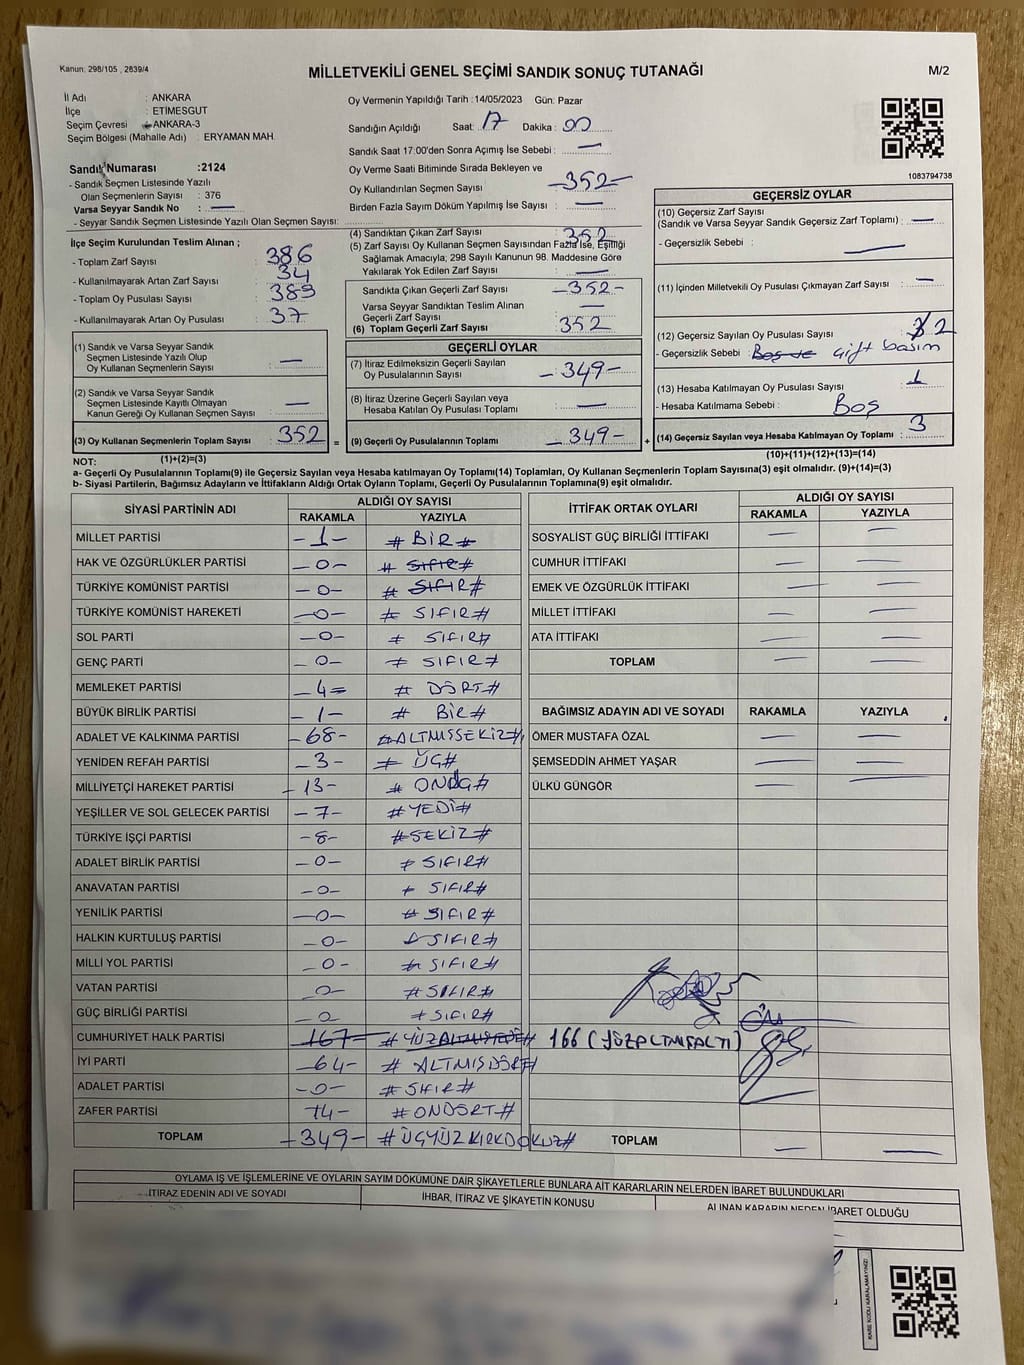 Kanun: 298/105 , 2839/4
MİLLETVEKİLİ GENEL SEÇİMİ SANDIK SONUÇ TUTANAĞI
M/2
İl Adı : ANKARA
İlçe : ETİMESGUT
Seçim Çevresi : ANKARA-3
Seçim Bölgesi (Mahalle Adı) : ERYAMAN MAH.
Sandık Numarası :2124
- Sandık Seçmen Listesinde Yazılı
Olan Seçmenlerin Sayısı : 376
Varsa Seyyar Sandık No : —
- Seyyar Sandık Seçmen Listesinde Yazılı Olan Seçmen Sayısı:
Oy Vermenin Yapıldığı Tarih :14/05/2023 Gün: Pazar
Sandığın Açıldığı Saat: 17 Dakika : 00
Sandık Saat 17:00'den Sonra Açımış İse Sebebi : —
Oy Verme Saati Bitiminde Sırada Bekleyen ve
Oy Kullandırılan Seçmen Sayısı -352-
Birden Fazla Sayım Döküm Yapılmış İse Sayısı : —
1083794738
İlçe Seçim Kurulundan Teslim Alınan ;
- Toplam Zarf Sayısı : 386
- Kullanılmayarak Artan Zarf Sayısı : 34
- Toplam Oy Pusulası Sayısı : 389
- Kullanılmayarak Artan Oy Pusulası : 37
(4) Sandıktan Çıkan Zarf Sayısı : 352
(5) Zarf Sayısı Oy Kullanan Seçmen Sayısından Fazla İse, Eşitliği
Sağlamak Amacıyla, 298 Sayılı Kanunun 98. Maddesine Göre
Yakılarak Yok Edilen Zarf Sayısı : —
Sandıkta Çıkan Geçerli Zarf Sayısı -352-
Varsa Seyyar Sandıktan Teslim Alınan
Geçerli Zarf Sayısı : —
(6) Toplam Geçerli Zarf Sayısı : 352
GEÇERSİZ OYLAR
(10) Geçersiz Zarf Sayısı
(Sandık ve Varsa Seyyar Sandık Geçersiz Zarf Toplamı) : —
- Geçersizlik Sebebi : —
(11) İçinden Milletvekili Oy Pusulası Çıkmayan Zarf Sayısı : —
(12) Geçersiz Sayılan Oy Pusulası Sayısı : 2
- Geçersizlik Sebebi : Boş ve çift basım
(13) Hesaba Katılmayan Oy Pusulası Sayısı : 1
- Hesaba Katılmama Sebebi : Boş
(14) Geçersiz Sayılan veya Hesaba Katılmayan Oy Toplamı : 3
(10)+(11)+(12)+(13)=(14)
(1) Sandık ve Varsa Seyyar Sandık
Seçmen Listesinde Yazılı Olup
Oy Kullanan Seçmenlerin Sayısı : —
(2) Sandık ve Varsa Seyyar Sandık
Seçmen Listesinde Kayıtlı Olmayan
Kanun Gereği Oy Kullanan Seçmen Sayısı : —
(3) Oy Kullanan Seçmenlerin Toplam Sayısı : 352 =
(1)+(2)=(3)
GEÇERLİ OYLAR
(7) İtiraz Edilmeksizin Geçerli Sayılan
Oy Pusulalarının Sayısı : -349-
(8) İtiraz Üzerine Geçerli Sayılan veya
Hesaba Katılan Oy Pusulası Toplamı : —
(9) Geçerli Oy Pusulalarının Toplamı -349- +
NOT:
a- Geçerli Oy Pusulalarının Toplamı(9) ile Geçersiz Sayılan veya Hesaba katılmayan Oy Toplamı(14) Toplamları, Oy Kullanan Seçmenlerin Toplam Sayısına(3) eşit olmalıdır. (9)+(14)=(3)
b- Siyasi Partilerin, Bağımsız Adayların ve İttifakların Aldığı Ortak Oyların Toplamı, Geçerli Oy Pusulalarının Toplamına(9) eşit olmalıdır.
SİYASİ PARTİNİN ADI ALDIĞI OY SAYISI
RAKAMLA YAZIYLA
MİLLET PARTİSİ -1- # BİR #
HAK VE ÖZGÜRLÜKLER PARTİSİ -0- # SIFIR #
TÜRKİYE KOMÜNİST PARTİSİ -0- # SIFIR #
TÜRKİYE KOMÜNİST HAREKETİ -0- # SIFIR #
SOL PARTİ -0- # SIFIR #
GENÇ PARTİ -0- # SIFIR #
MEMLEKET PARTİSİ -4- # DÖRT #
BÜYÜK BİRLİK PARTİSİ -1- # BİR #
ADALET VE KALKINMA PARTİSİ -68- #ALTMIŞSEKİZ#
YENİDEN REFAH PARTİSİ -3- # ÜÇ#
MİLLİYETÇİ HAREKET PARTİSİ -13- # ONÜÇ#
YEŞİLLER VE SOL GELECEK PARTİSİ -7- #YEDİ#
TÜRKİYE İŞÇİ PARTİSİ -8- #SEKİZ#
ADALET BİRLİK PARTİSİ -0- # SIFIR#
ANAVATAN PARTİSİ -0- # SIFIR#
YENİLİK PARTİSİ -0- # SIFIR#
HALKIN KURTULUŞ PARTİSİ -0- # SIFIR#
MİLLİ YOL PARTİSİ -0- # SIFIR#
VATAN PARTİSİ -0- # SIFIR#
GÜÇ BİRLİĞİ PARTİSİ -0 # SIFIR#
CUMHURİYET HALK PARTİSİ -167- # YÜZALTMIŞYEDİ# 166 (YÜZALTMIŞALTI)
İYİ PARTİ -64- # ALTMIŞDÖRT#
ADALET PARTİSİ -0- # SIFIR #
ZAFER PARTİSİ 14- #ONDÖRT#
TOPLAM -349- #ÜÇYÜZKIRKDOKUZ#
İTTİFAK ORTAK OYLARI ALDIĞI OY SAYISI
RAKAMLA YAZIYLA
SOSYALİST GÜÇ BİRLİĞİ İTTİFAKI — —
CUMHUR İTTİFAKI — —
EMEK VE ÖZGÜRLÜK İTTİFAKI — —
MİLLET İTTİFAKI — —
ATA İTTİFAKI — —
TOPLAM — —
BAĞIMSIZ ADAYIN ADI VE SOYADI RAKAMLA YAZIYLA
ÖMER MUSTAFA ÖZAL — —
ŞEMSEDDİN AHMET YAŞAR — —
ÜLKÜ GÜNGÖR — —
TOPLAM — —
OYLAMA İŞ VE İŞLEMLERİNE VE OYLARIN SAYIM DÖKÜMÜNE DAİR ŞİKAYETLERLE BUNLARA AİT KARARLARIN NELERDEN İBARET BULUNDUKLARI
İTİRAZ EDENİN ADI VE SOYADI İHBAR, İTİRAZ VE ŞİKAYETİN KONUSU ALINAN KARARIN NEDEN İBARET OLDUĞU
KARE KODU KARALAMAYINIZ!